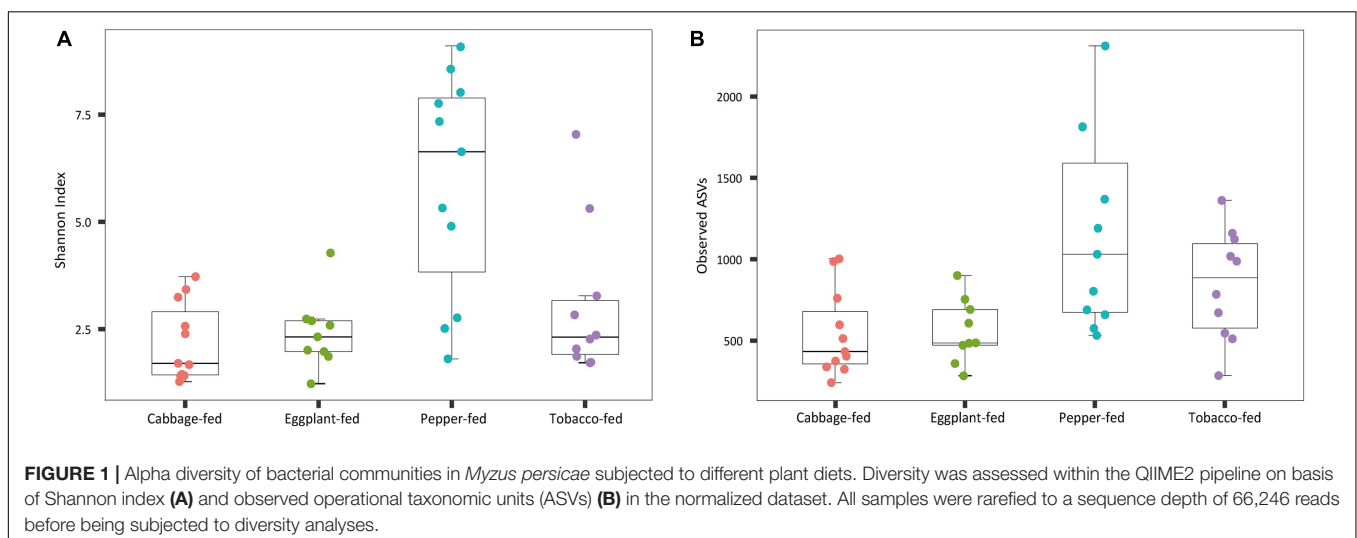 A
Shannon Index
7.5
5.0
2.5
Cabbage-fed Eggplant-fed Pepper-fed Tobacco-fed
B
Observed ASVs
2000
1500
1000
500
Cabbage-fed Eggplant-fed Pepper-fed Tobacco-fed
FIGURE 1 | Alpha diversity of bacterial communities in Myzus persicae subjected to different plant diets. Diversity was assessed within the QIIME2 pipeline on basis
of Shannon index (A) and observed operational taxonomic units (ASVs) (B) in the normalized dataset. All samples were rarefied to a sequence depth of 66,246 reads
before being subjected to diversity analyses.